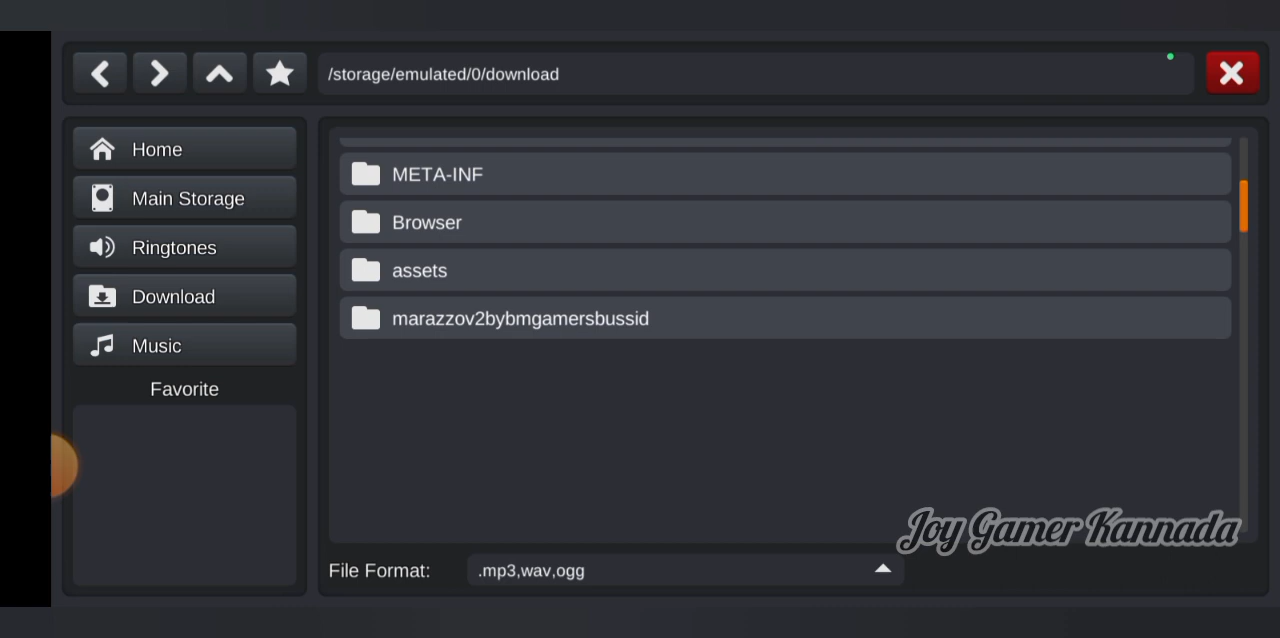 /storage/emulated/0/download
Home
Main Storage
Ringtones
Download
Music
Favorite
META-INF
Browser
assets
marazzov2bybmgamersbussid
Joy Gamer Kannada
File Format:
.mp3,wav,ogg